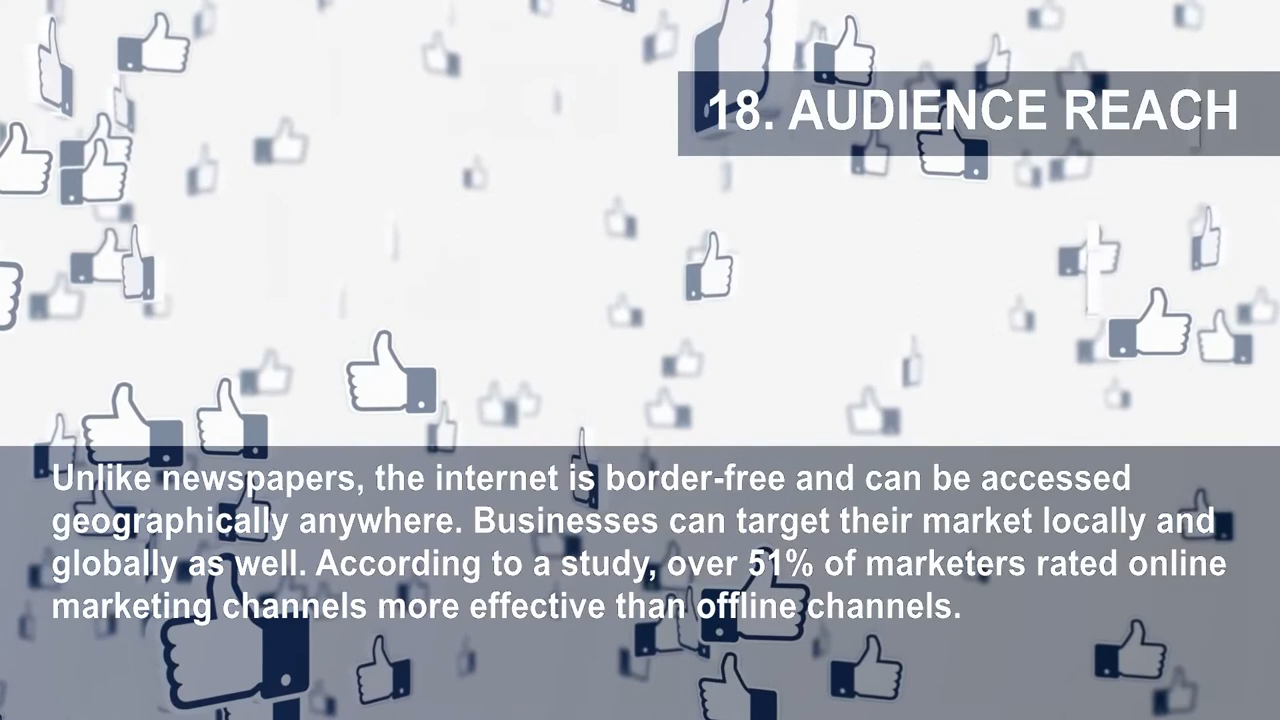 18. AUDIENCE REACH
Unlike newspapers, the internet is border-free and can be accessed
geographically anywhere. Businesses can target their market locally and
globally as well. According to a study, over 51% of marketers rated online
marketing channels more effective than offline channels.